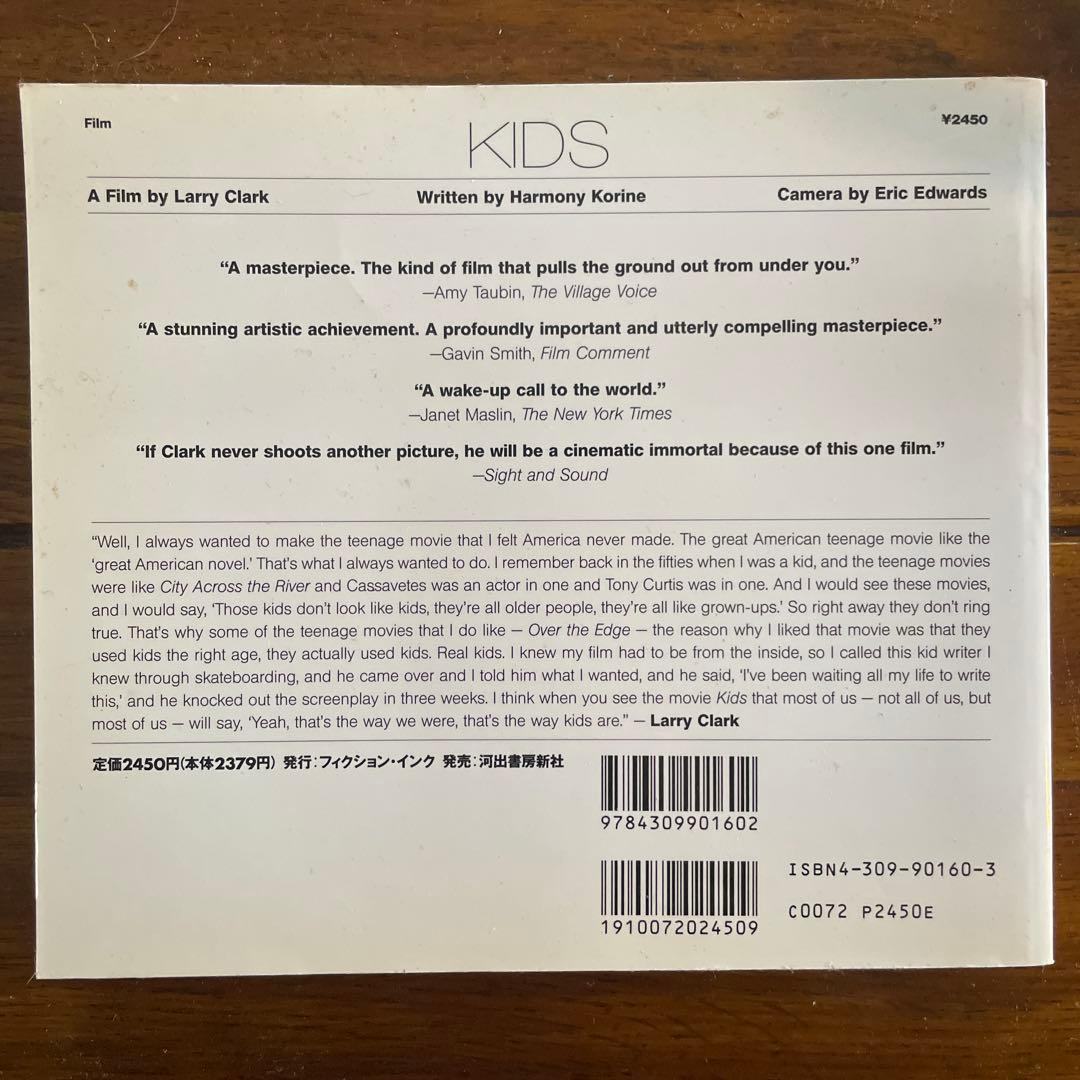 Film
KIDS
¥2450
A Film by Larry Clark
Written by Harmony Korine
Camera by Eric Edwards
“A masterpiece. The kind of film that pulls the ground out from under you.”
—Amy Taubin, The Village Voice
“A stunning artistic achievement. A profoundly important and utterly compelling masterpiece.”
—Gavin Smith, Film Comment
“A wake-up call to the world.”
—Janet Maslin, The New York Times
“If Clark never shoots another picture, he will be a cinematic immortal because of this one film.”
—Sight and Sound
“Well, I always wanted to make the teenage movie that I felt America never made. The great American teenage movie like the
‘great American novel.’ That’s what I always wanted to do. I remember back in the fifties when I was a kid, and the teenage movies
were like City Across the River and Cassavetes was an actor in one and Tony Curtis was in one. And I would see these movies,
and I would say, ‘Those kids don’t look like kids, they’re all older people, they’re all like grown-ups.’ So right away they don’t ring
true. That’s why some of the teenage movies that I do like – Over the Edge – the reason why I liked that movie was that they
used kids the right age, they actually used kids. Real kids. I knew my film had to be from the inside, so I called this kid writer I
knew through skateboarding, and he came over and I told him what I wanted, and he said, ‘I’ve been waiting all my life to write
this,’ and he knocked out the screenplay in three weeks. I think when you see the movie Kids that most of us – not all of us, but
most of us – will say, ‘Yeah, that’s the way we were, that’s the way kids are.” – Larry Clark
定価2450円(本体2379円) 発行:フィクション・インク 発売:河出書房新社
9784309901602
ISBN4-309-90160-3
C0072 P2450E
1910072024509